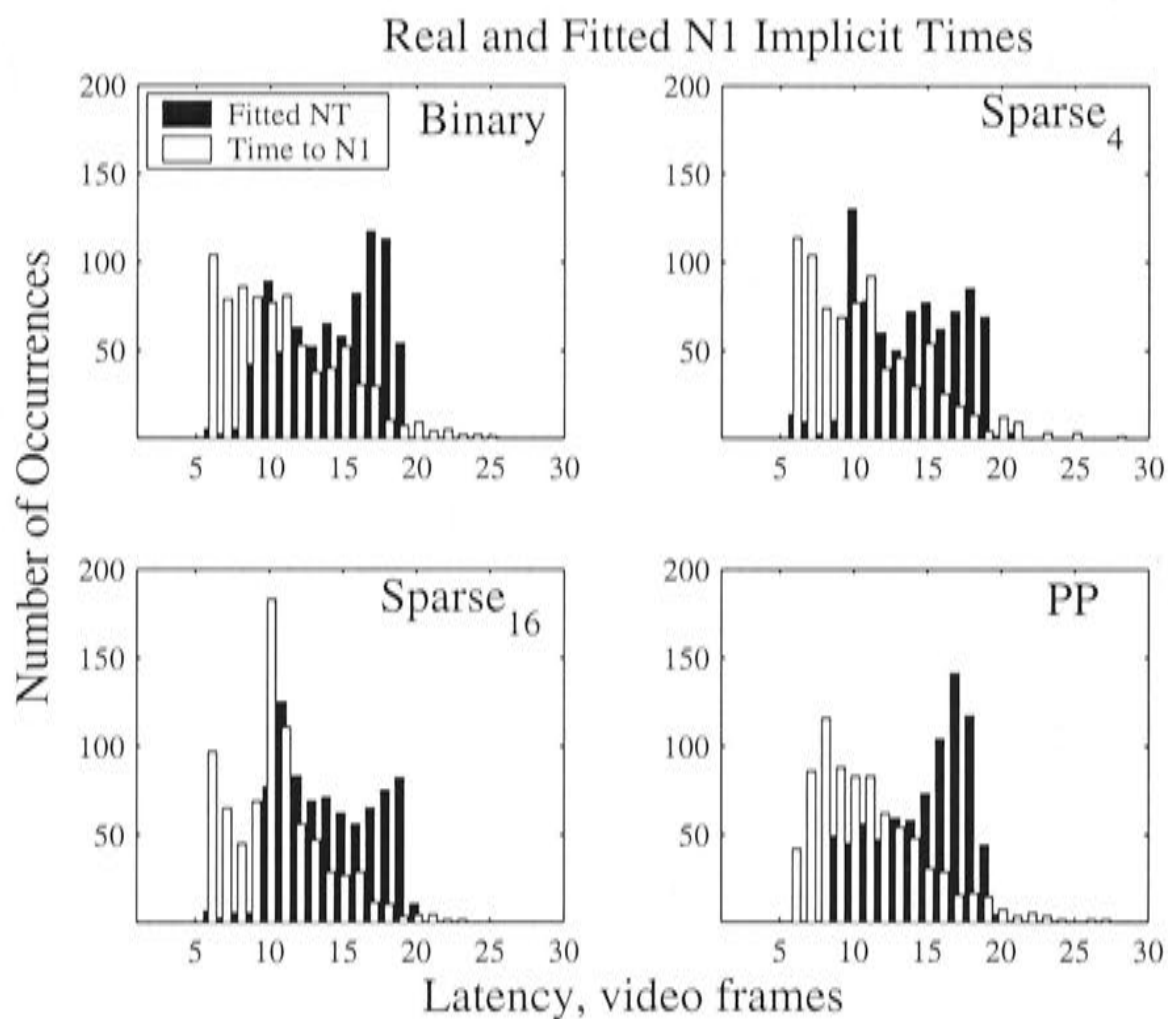 Real and Fitted N1 Implicit Times
200
150
100
50
Fitted NT
Time to N1
Binary
5 10 15 20 25 30
200
150
100
50
Sparse4
5 10 15 20 25 30
Number of Occurrences
200
150
100
50
Sparse16
5 10 15 20 25 30
200
150
100
50
PP
5 10 15 20 25 30
Latency, video frames